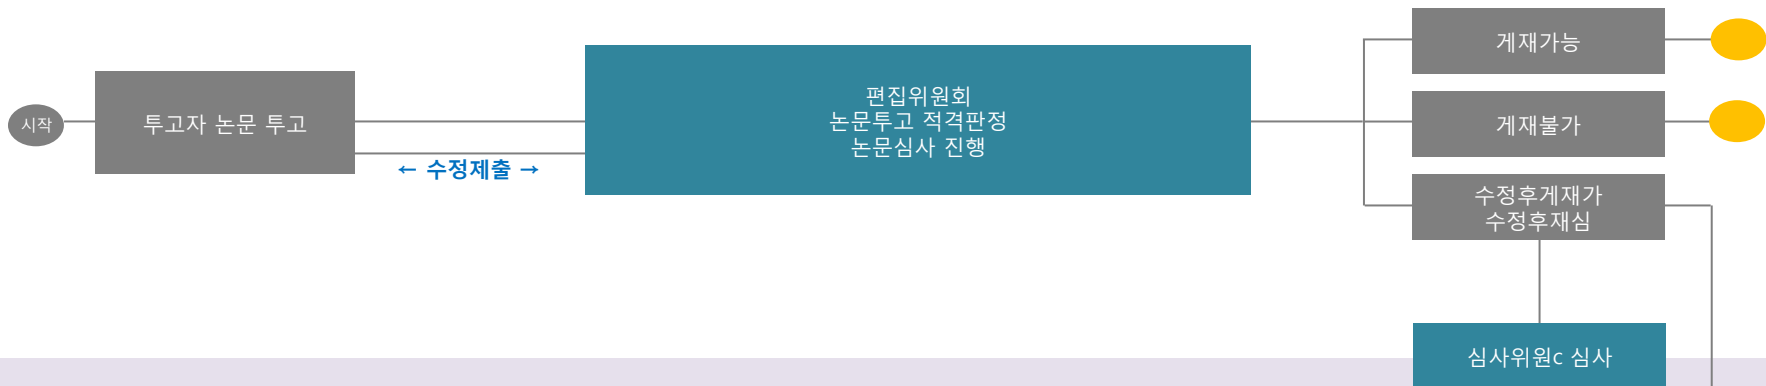 시작
투고자 논문 투고
← 수정제출 →
편집위원회
논문투고 적격판정
논문심사 진행
게재가능
게재불가
수정후게재가
수정후재심
심사위원c 심사